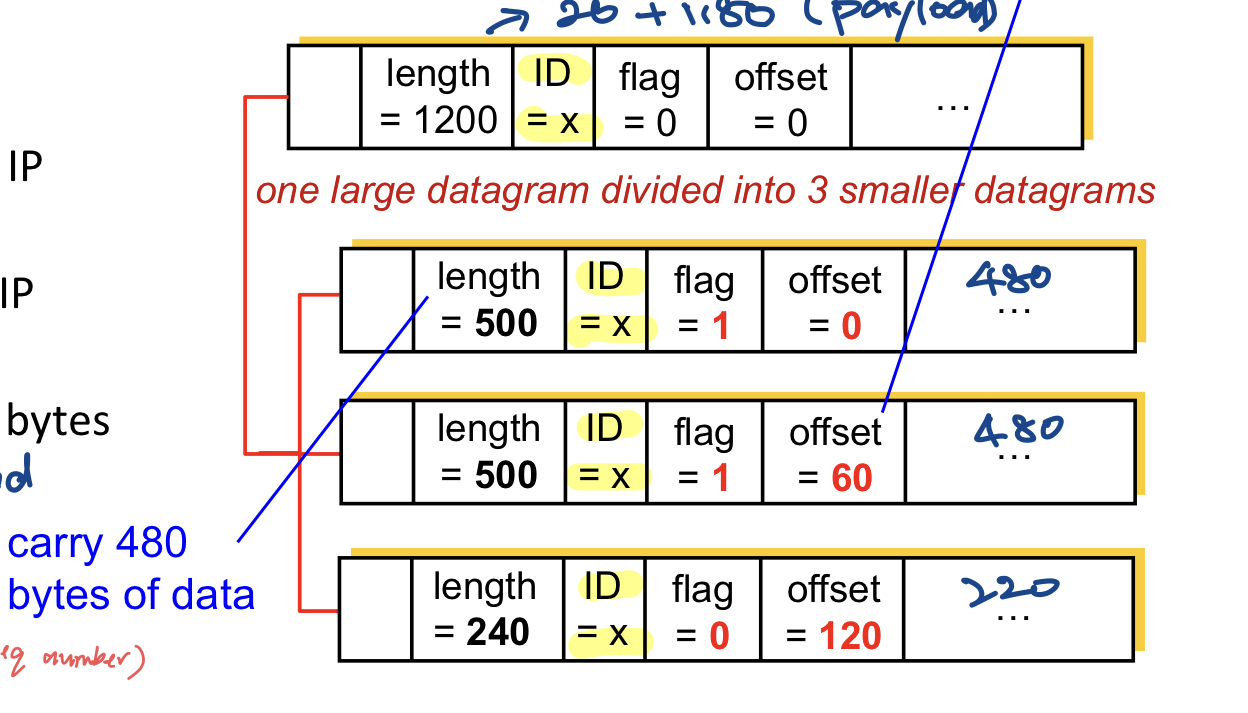 → 20 + 1180 (payload)
length ID flag offset
= 1200 = x = 0 = 0 ...
IP
one large datagram divided into 3 smaller datagrams
length ID flag offset 480
= 500 = x = 1 = 0 ...
IP
length ID flag offset 480
= 500 = x = 1 = 60 ...
bytes
carry 480
bytes of data
length ID flag offset 220
= 240 = x = 0 = 120 ...
number)